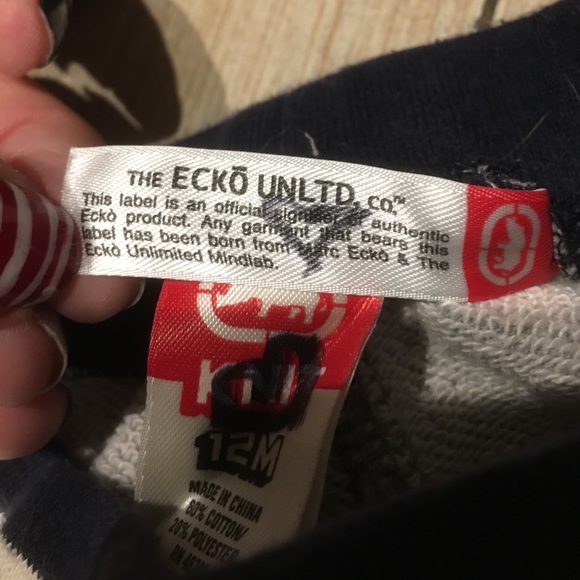 THE ECKŌ UNLTD. CO.™
This label is an official signifier of authentic
Eckō product. Any garment that bears this
label has been born from Marc Eckō & The
Eckō Unlimited Mindlab.
KNIT
12M
MADE IN CHINA
80% COTTON/
20% POLYESTER
RN